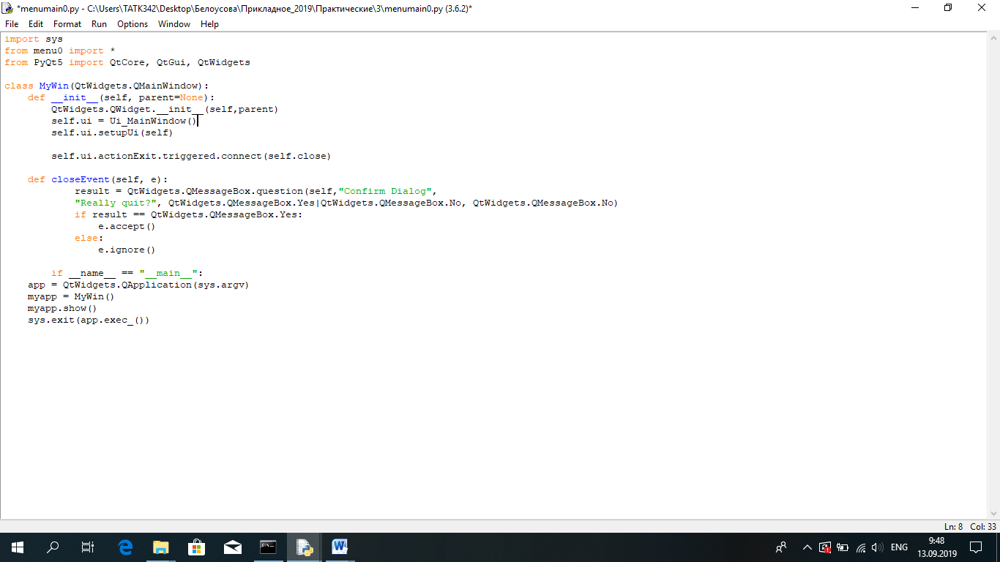 *menumain0.py - C:\Users\TATK342\Desktop\Белоусова\Прикладное_2019\Практические\3\menumain0.py (3.6.2)*
File Edit Format Run Options Window Help
import sys
from menu0 import *
from PyQt5 import QtCore, QtGui, QtWidgets
class MyWin(QtWidgets.QMainWindow):
    def __init__(self, parent=None):
        QtWidgets.QWidget.__init__(self,parent)
        self.ui = Ui_MainWindow()
        self.ui.setupUi(self)
        self.ui.actionExit.triggered.connect(self.close)
    def closeEvent(self, e):
            result = QtWidgets.QMessageBox.question(self,"Confirm Dialog",
            "Really quit?", QtWidgets.QMessageBox.Yes|QtWidgets.QMessageBox.No, QtWidgets.QMessageBox.No)
            if result == QtWidgets.QMessageBox.Yes:
                e.accept()
            else:
                e.ignore()
        if __name__ == "__main__":
    app = QtWidgets.QApplication(sys.argv)
    myapp = MyWin()
    myapp.show()
    sys.exit(app.exec_())
Ln: 8 Col: 33
ENG
9:48
13.09.2019